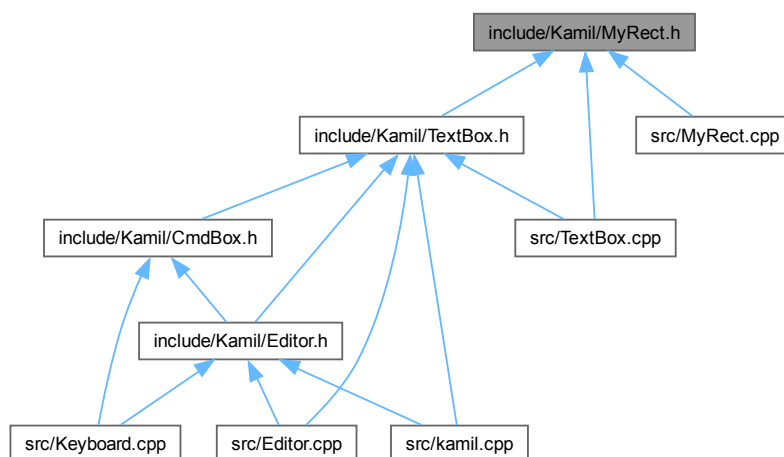 include/Kamil/MyRect.h
include/Kamil/TextBox.h
src/MyRect.cpp
include/Kamil/CmdBox.h
src/TextBox.cpp
include/Kamil/Editor.h
src/Keyboard.cpp
src/Editor.cpp
src/kamil.cpp